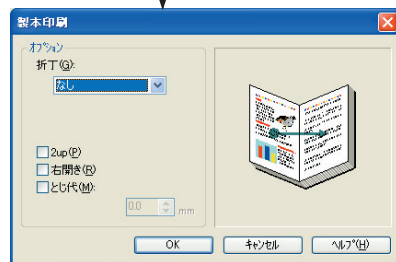 製本印刷
オプション
折丁(G):
なし
2up(P)
右開き(R)
とじ代(M):
0.0 mm
OK キャンセル ヘルプ(H)